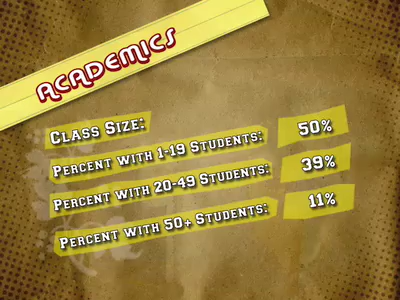 ACADEMICS
CLASS SIZE:
PERCENT WITH 1-19 STUDENTS: 50%
PERCENT WITH 20-49 STUDENTS: 39%
PERCENT WITH 50+ STUDENTS: 11%